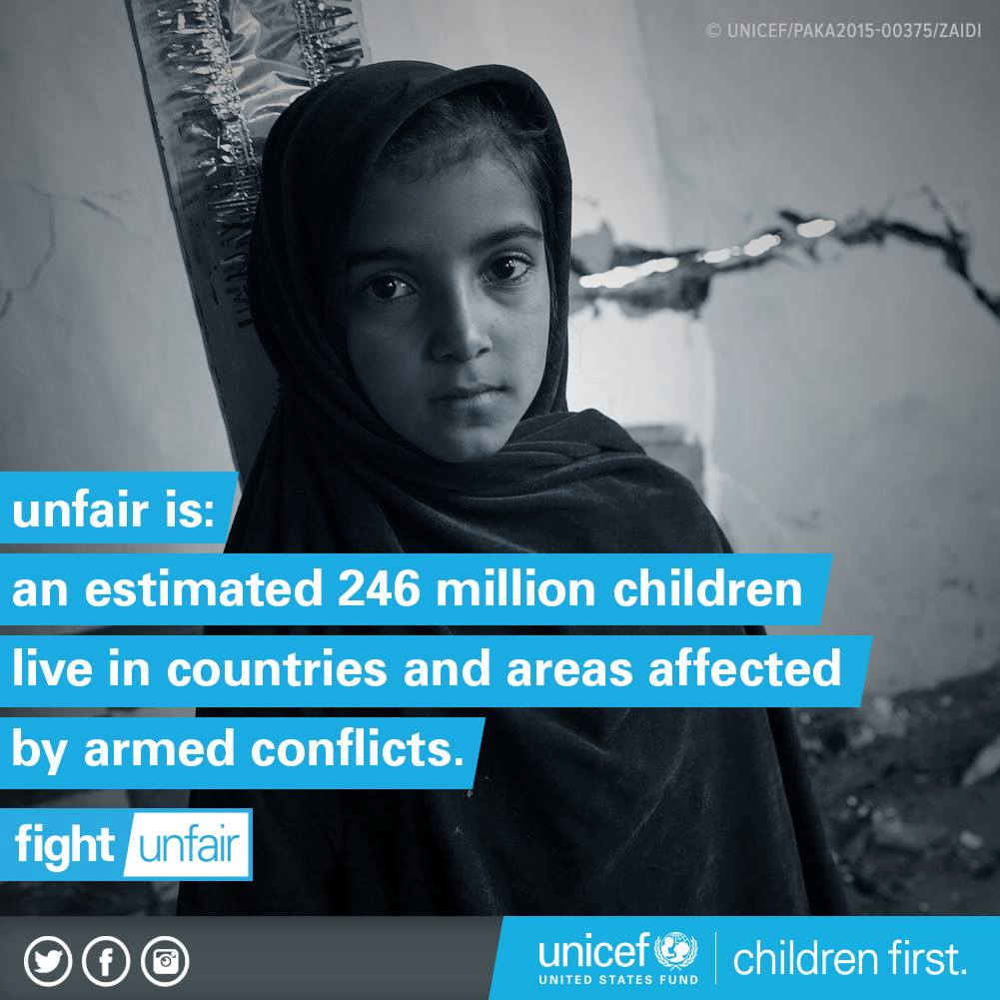 © UNICEF/PAKA2015-00375/ZAIDI
unfair is:
an estimated 246 million children
live in countries and areas affected
by armed conflicts.
fight unfair
unicef
UNITED STATES FUND
children first.